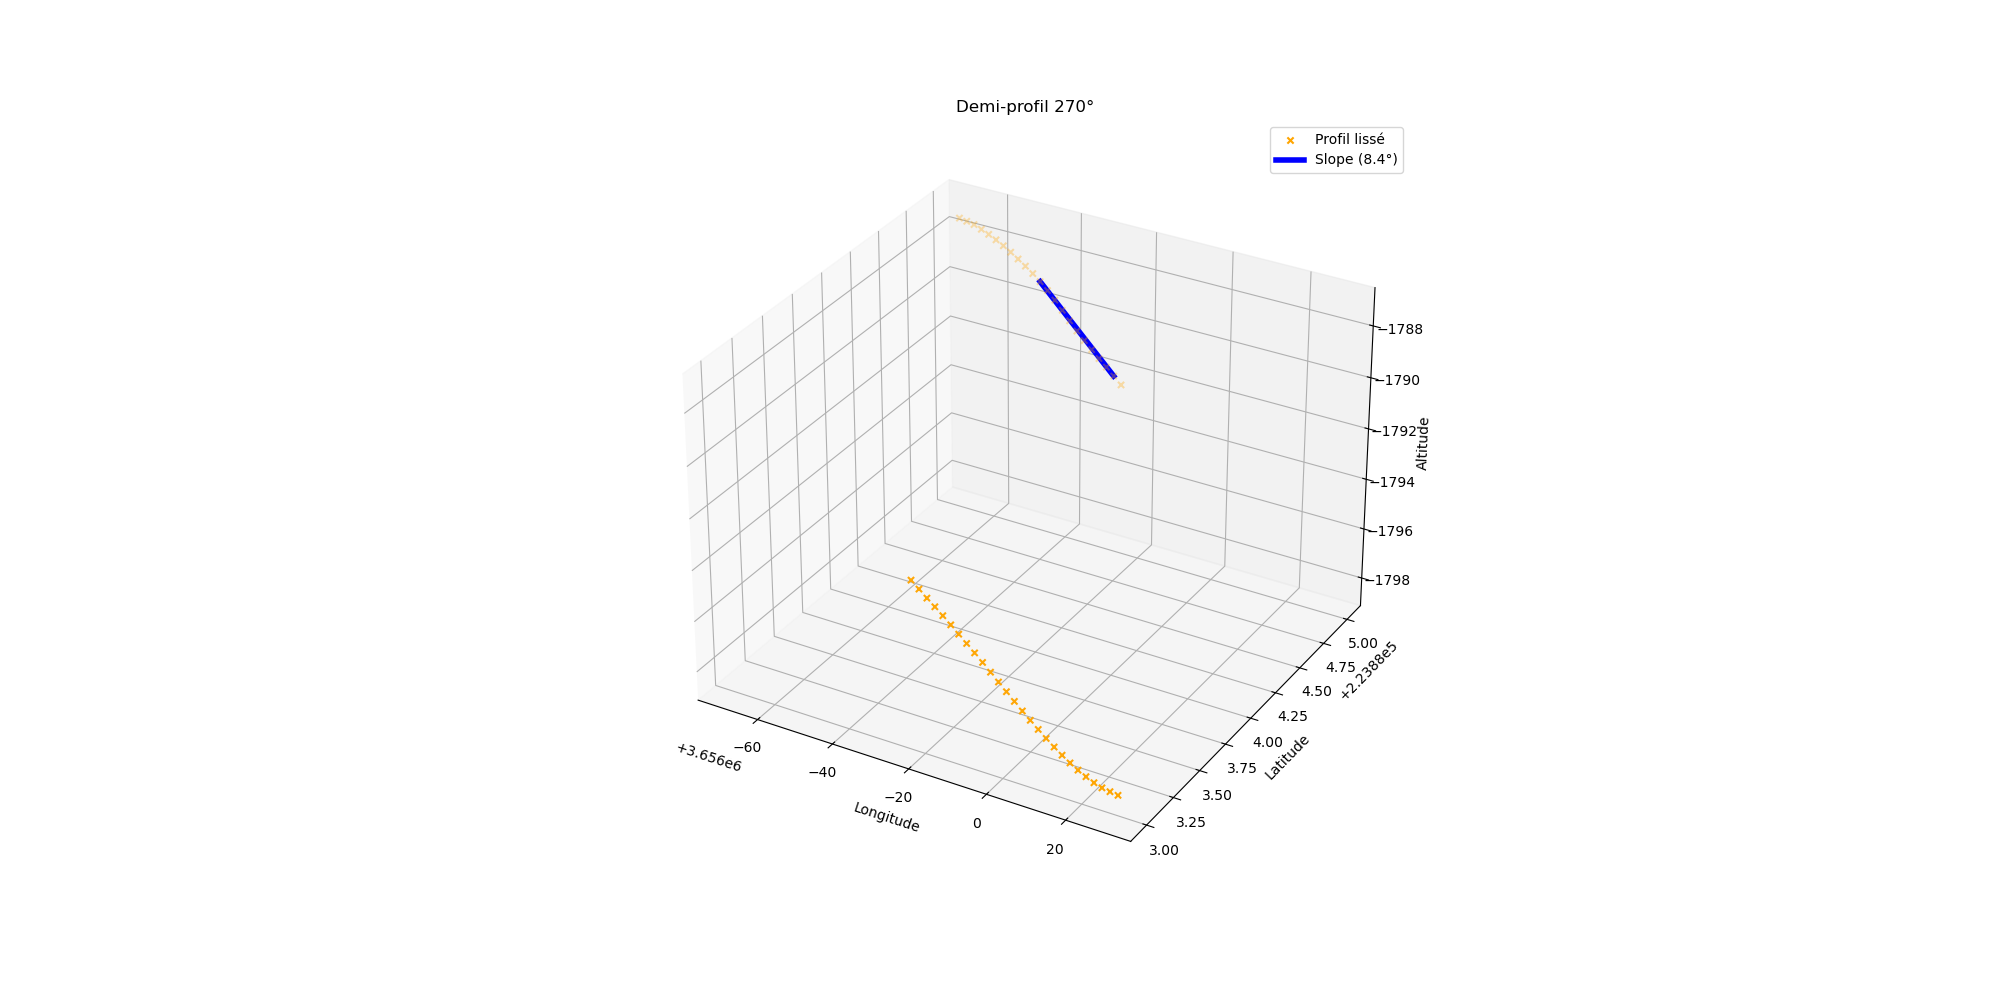 Demi-profil 270°
Profil lissé
Slope (8.4°)
−1788
−1790
−1792
−1794
−1796
−1798
Altitude
5.00
4.75
4.50
4.25
4.00
3.75
3.50
3.25
3.00
+2.2388e5
Latitude
−60
−40
−20
0
20
+3.656e6
Longitude